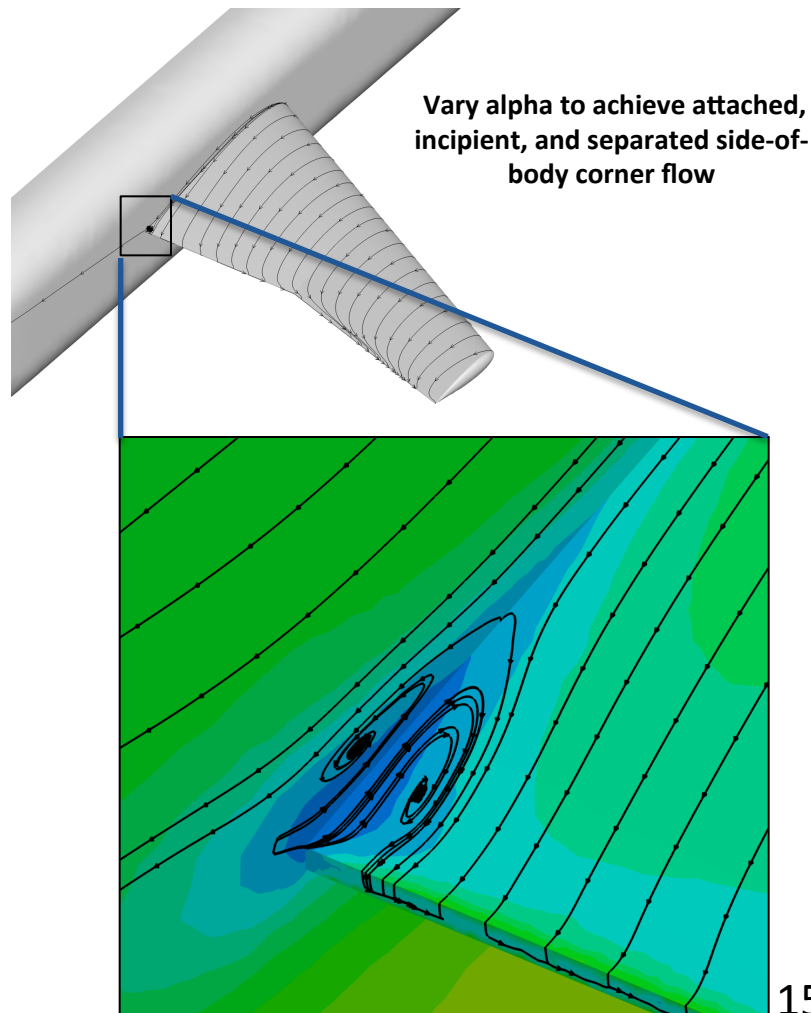 Vary alpha to achieve attached,
incipient, and separated side-of-
body corner flow
15